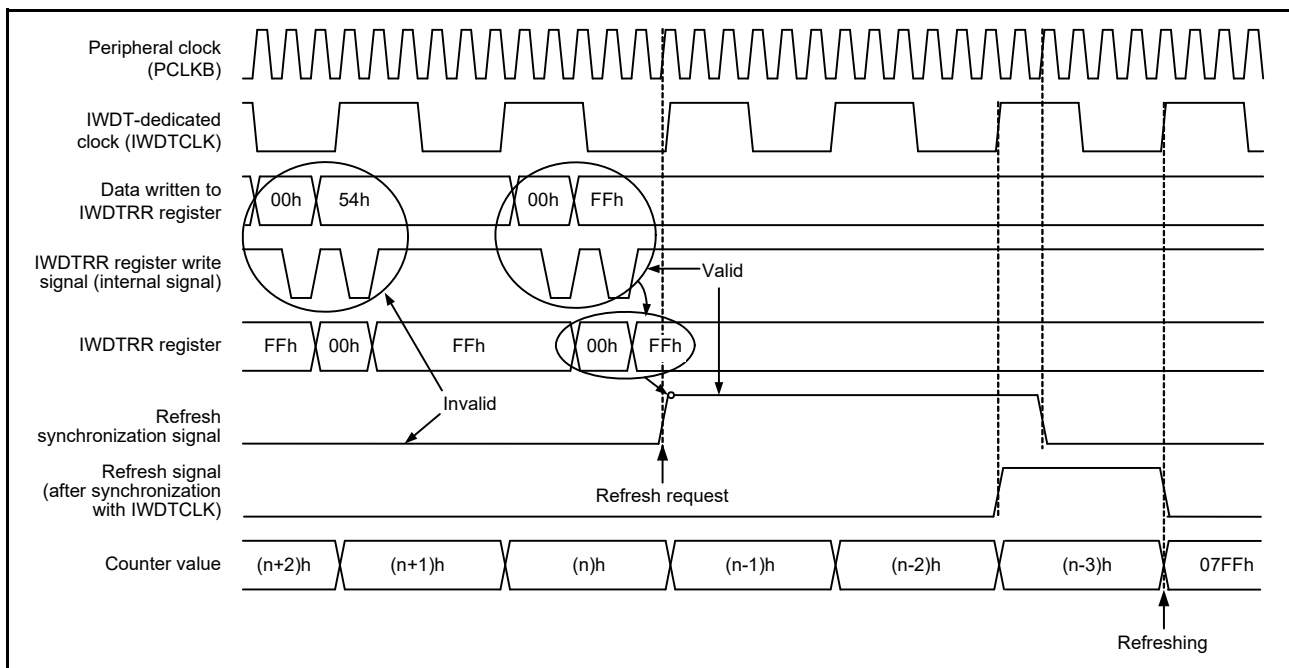 Peripheral clock
(PCLKB)
IWDT-dedicated
clock (IWDTCLK)
Data written to
IWDTRR register
00h 54h 00h FFh
IWDTRR register write
signal (internal signal)
Valid
IWDTRR register
FFh 00h FFh 00h FFh
Invalid
Refresh
synchronization signal
Refresh request
Refresh signal
(after synchronization
with IWDTCLK)
Counter value
(n+2)h (n+1)h (n)h (n-1)h (n-2)h (n-3)h 07FFh
Refreshing